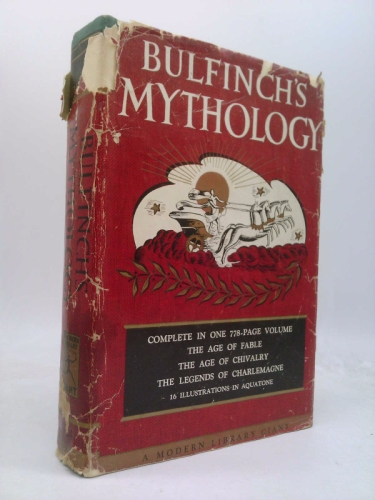 BULFINCH'S
MYTHOLOGY
COMPLETE IN ONE 778-PAGE VOLUME
THE AGE OF FABLE
THE AGE OF CHIVALRY
THE LEGENDS OF CHARLEMAGNE
16 ILLUSTRATIONS IN AQUATONE
A MODERN LIBRARY GIANT
BULFINCH'S